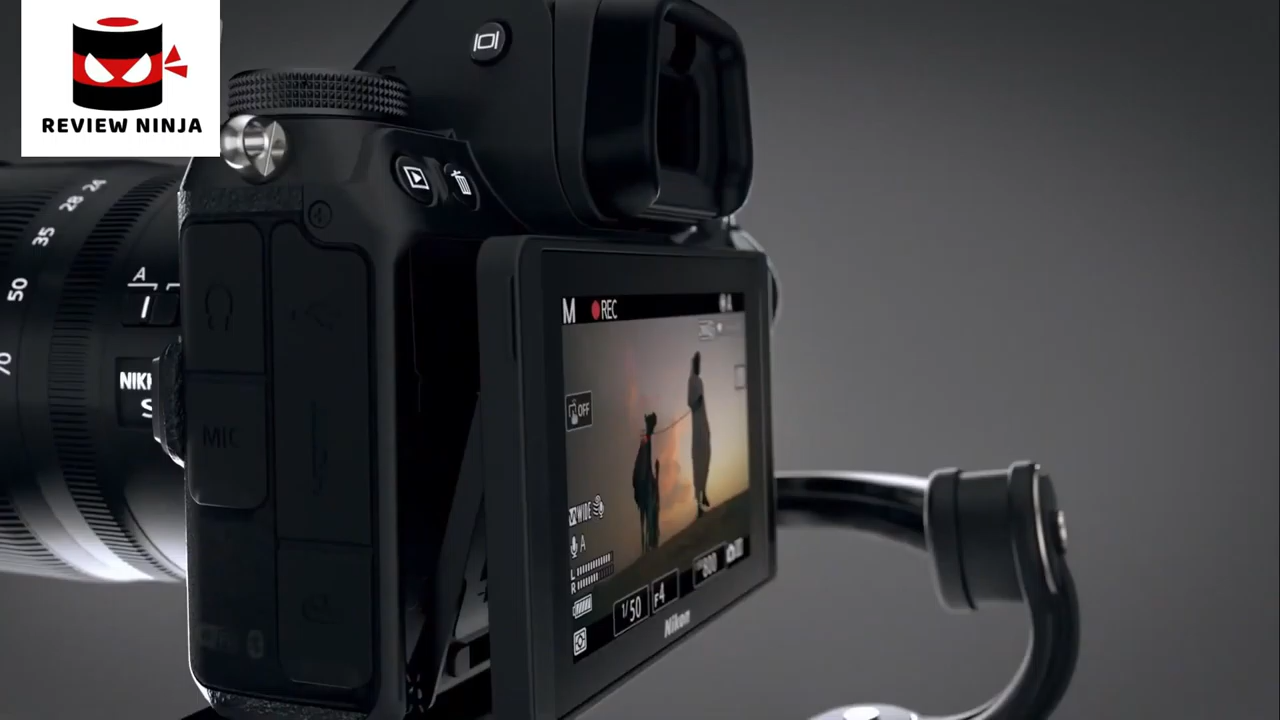 REVIEW NINJA
24
28
35
50
70
A
NIK
S
MIC
M REC A
OFF
WIDE
A
L
R
1/50 F4 800
Nikon